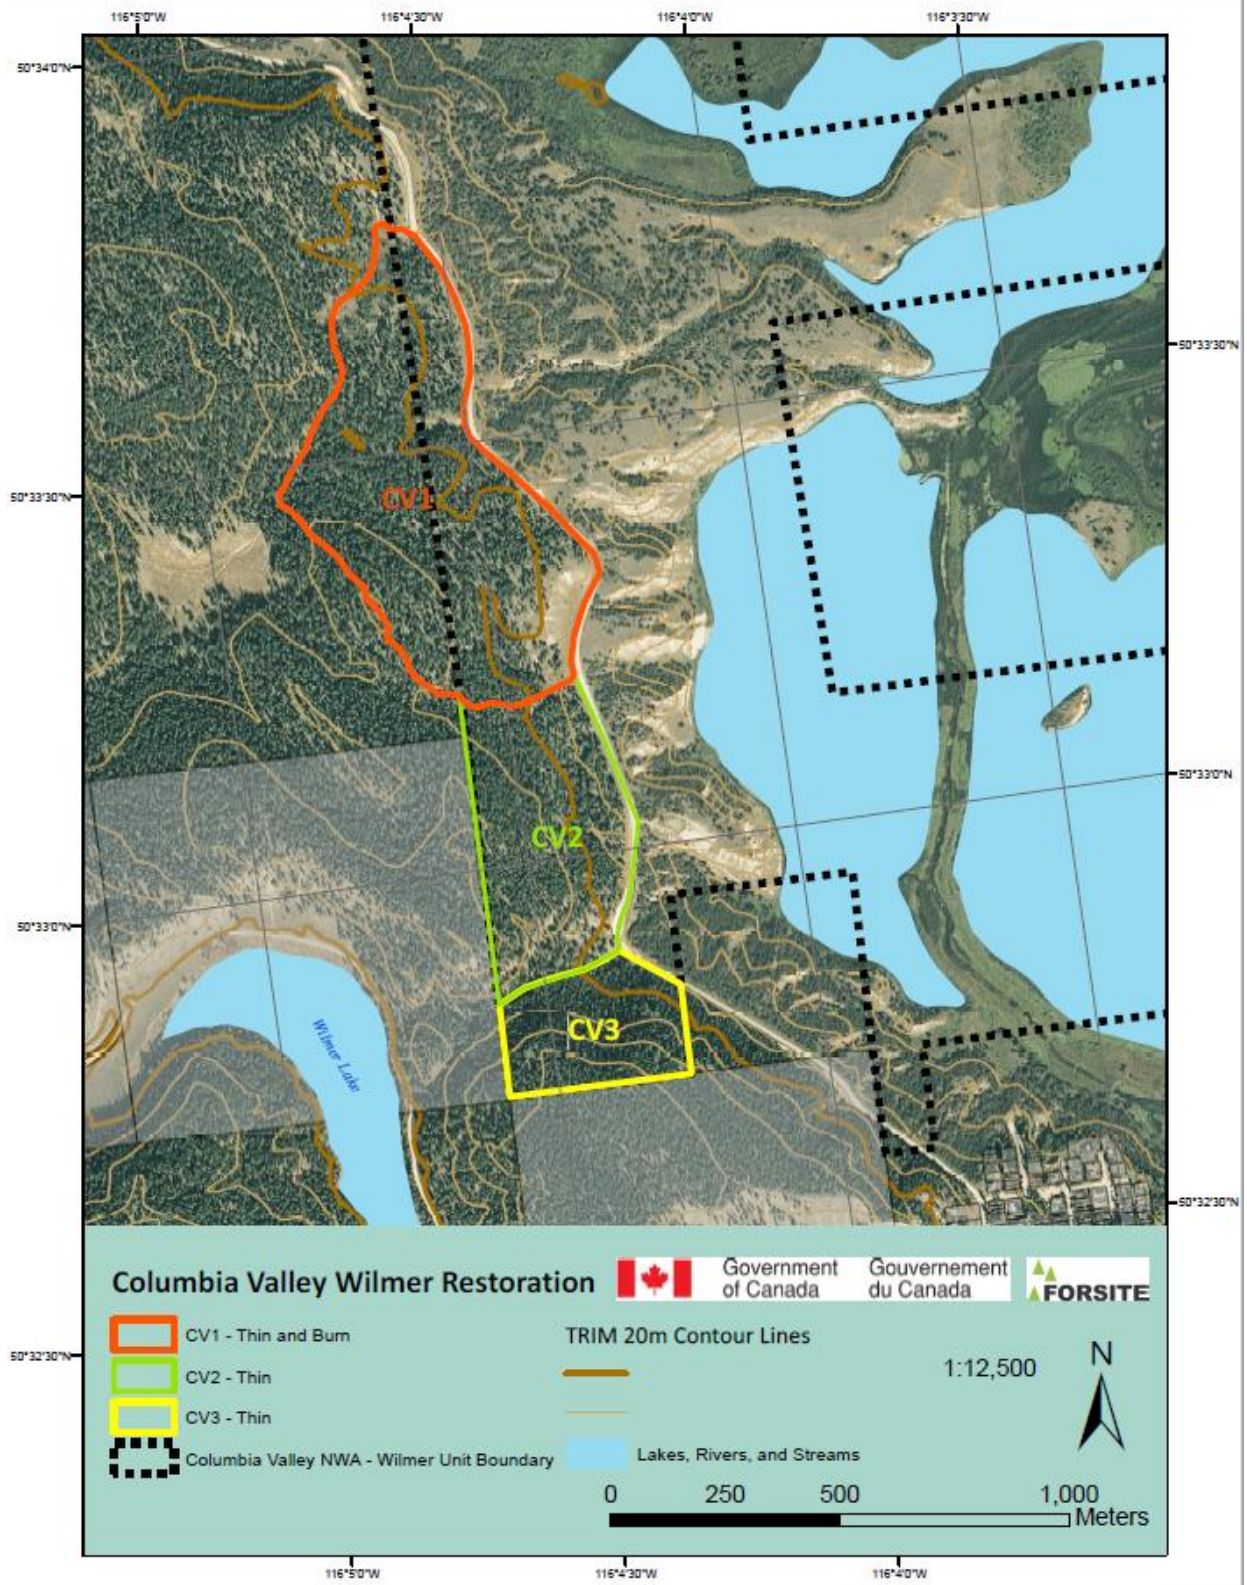 116°5'0"W
116°4'30"W
116°4'0"W
116°3'30"W
50°34'0"N
50°33'30"N
50°33'30"N
CV1
50°33'0"N
CV2
50°33'0"N
CV3
Wilmer Lake
50°32'30"N
Columbia Valley Wilmer Restoration
Government of Canada
Gouvernement du Canada
FORSITE
CV1 - Thin and Burn
TRIM 20m Contour Lines
50°32'30"N
1:12,500
N
CV2 - Thin
CV3 - Thin
Columbia Valley NWA - Wilmer Unit Boundary
Lakes, Rivers, and Streams
0 250 500 1,000
Meters
116°5'0"W
116°4'30"W
116°4'0"W